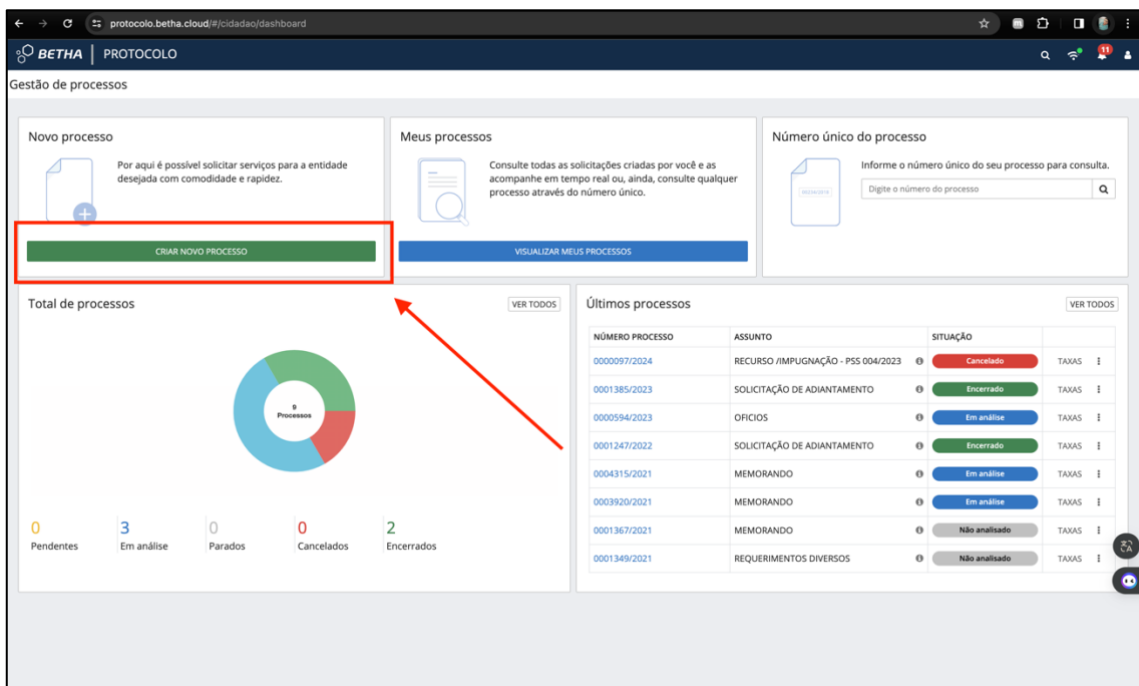 protocolo.betha.cloud/#/cidadao/dashboard
BETHA | PROTOCOLO
11
Gestão de processos
Novo processo
Por aqui é possível solicitar serviços para a entidade
desejada com comodidade e rapidez.
CRIAR NOVO PROCESSO
Meus processos
Consulte todas as solicitações criadas por você e as
acompanhe em tempo real ou, ainda, consulte qualquer
processo através do número único.
VISUALIZAR MEUS PROCESSOS
Número único do processo
Informe o número único do seu processo para consulta.
Digite o número do processo
Total de processos
VER TODOS
Processos
0 Pendentes
3 Em análise
0 Parados
0 Cancelados
2 Encerrados
Últimos processos
VER TODOS
NÚMERO PROCESSO ASSUNTO SITUAÇÃO
0000097/2024 RECURSO /IMPUGNAÇÃO - PSS 004/2023 Cancelado TAXAS
0001385/2023 SOLICITAÇÃO DE ADIANTAMENTO Encerrado TAXAS
0000594/2023 OFICIOS Em análise TAXAS
0001247/2022 SOLICITAÇÃO DE ADIANTAMENTO Encerrado TAXAS
0004315/2021 MEMORANDO Em análise TAXAS
0003920/2021 MEMORANDO Em análise TAXAS
0001367/2021 MEMORANDO Não analisado TAXAS
0001349/2021 REQUERIMENTOS DIVERSOS Não analisado TAXAS